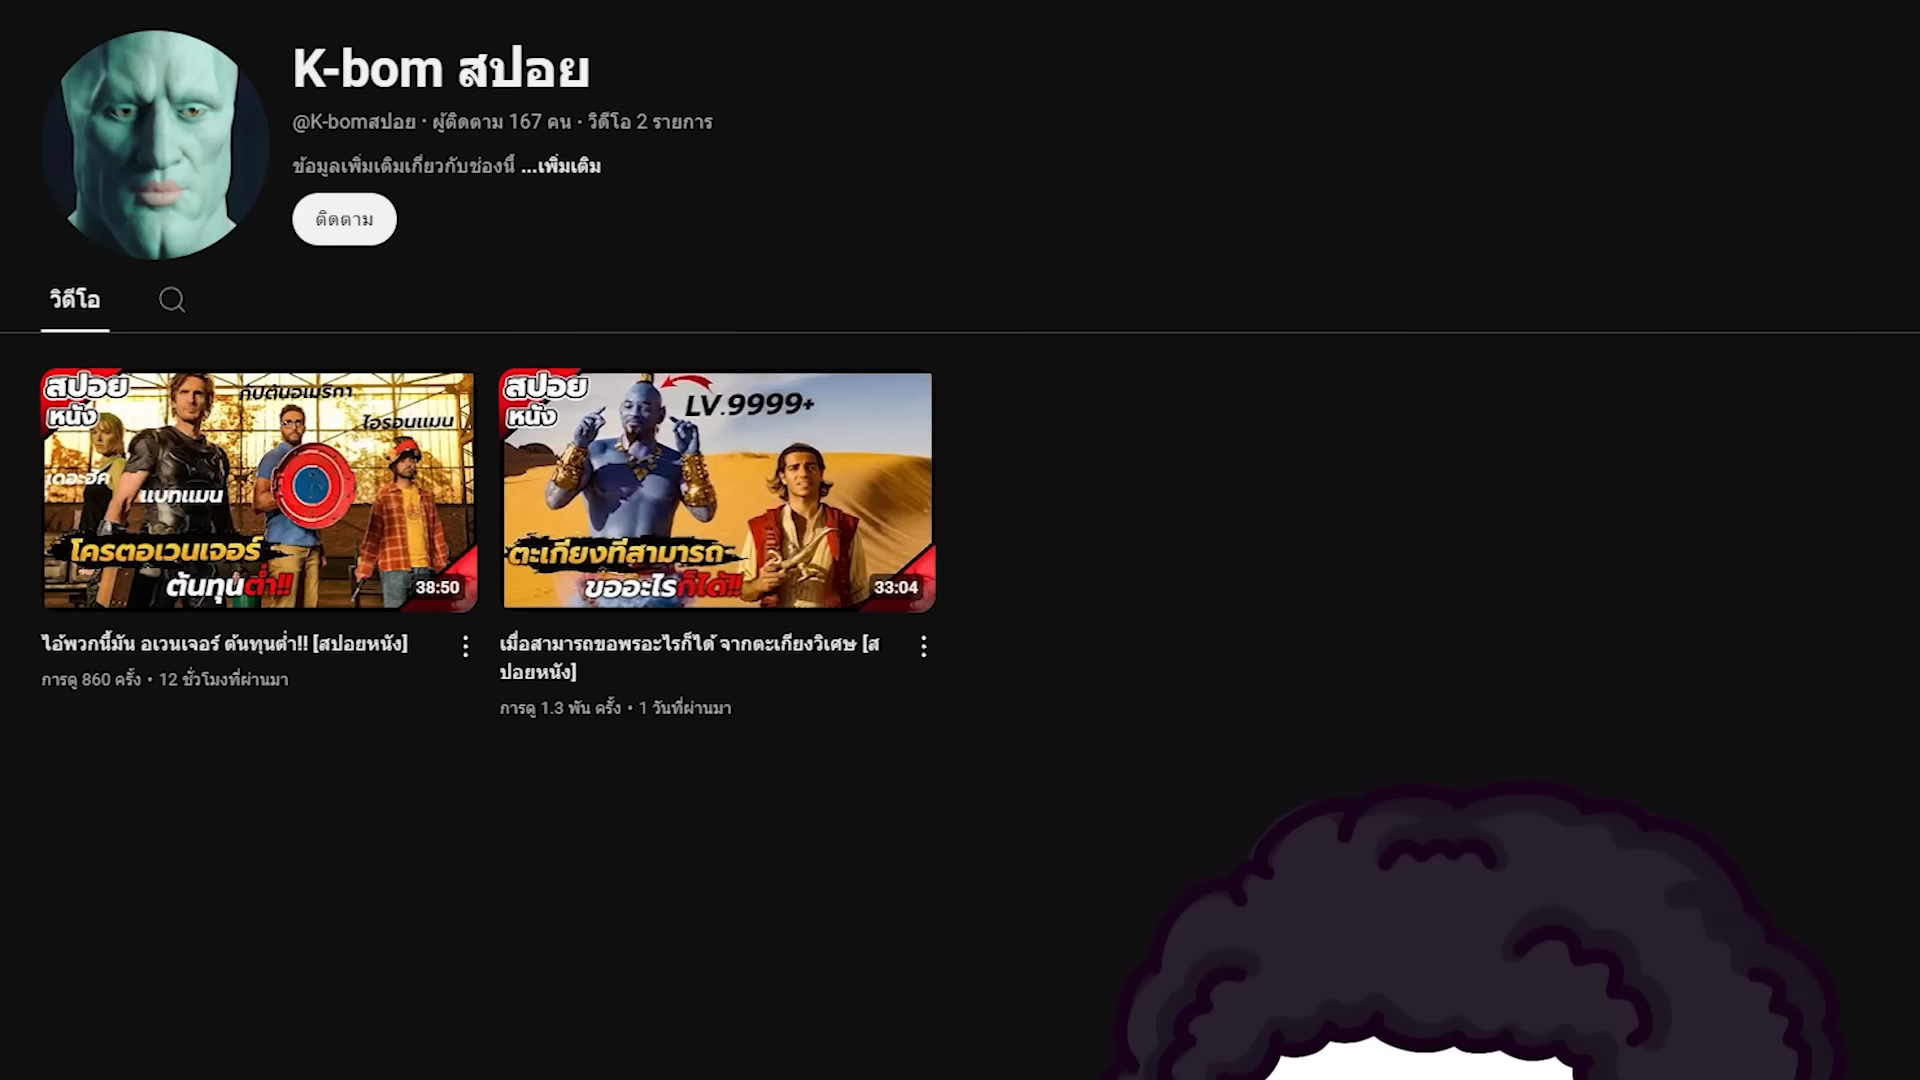 K-bom สปอย
@K-bomสปอย · ผู้ติดตาม 167 คน · วิดีโอ 2 รายการ
ข้อมูลเพิ่มเติมเกี่ยวกับช่องนี้ ...เพิ่มเติม
ติดตาม
วิดีโอ
สปอย
หนัง
กัปตันอเมริกา
ไอรอนแมน
แบทแมน
โครตอเวนเจอร์
ต้นทุนต่ำ!!
38:50
สปอย
หนัง
LV.9999+
ตะเกียงที่สามารถ
ขออะไรก็ได้!!
33:04
ไอ้พวกนี้มัน อเวนเจอร์ ต้นทุนต่ำ!! [สปอยหนัง]
การดู 860 ครั้ง • 12 ชั่วโมงที่ผ่านมา
เมื่อสามารถขอพรอะไรก็ได้ จากตะเกียงวิเศษ [ส
ปอยหนัง]
การดู 1.3 พัน ครั้ง • 1 วันที่ผ่านมา